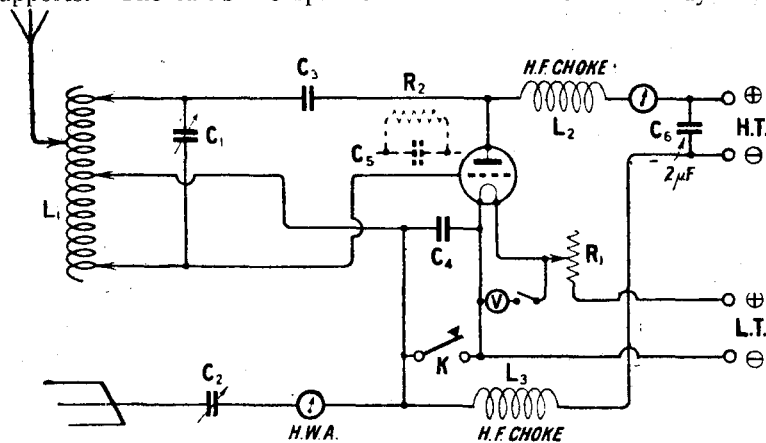 H.F. CHOKE
C3
R2
L2
C6
H.T.
⊕
⊖
C1
C5
2μF
L1
C4
R1
V
⊕
L.T.
⊖
K
C2
L3
H.W.A.
H.F. CHOKE